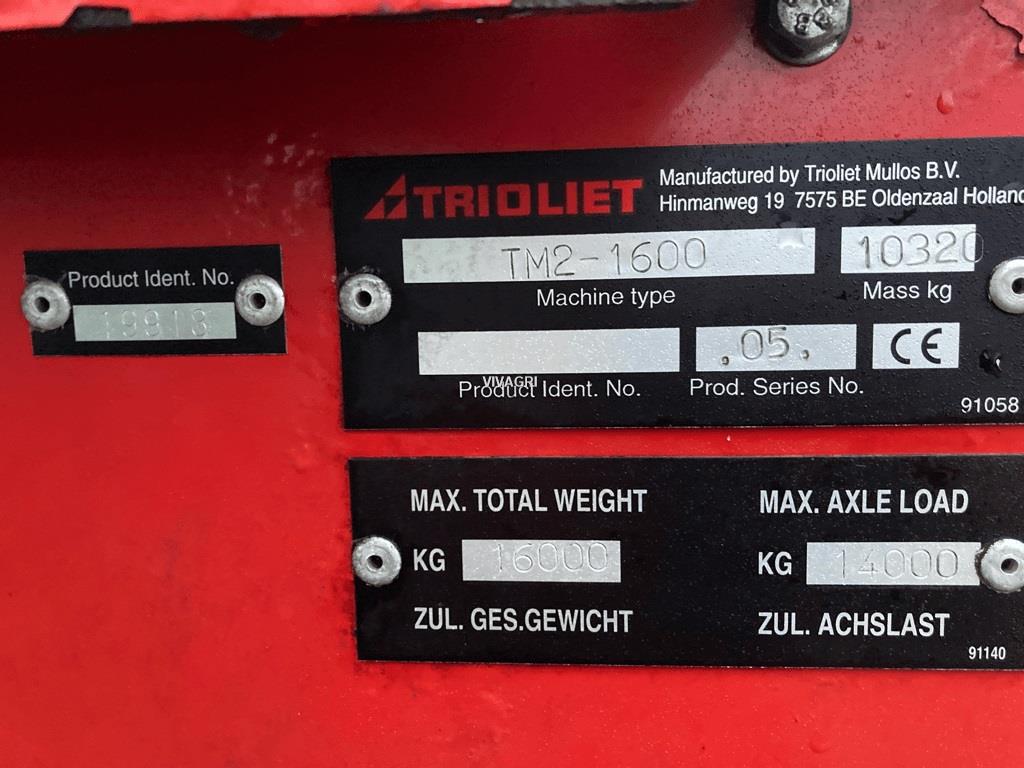 Product Ident. No.
19913
TRIOLIET
Manufactured by Trioliet Mullos B.V.
Hinmanweg 19 7575 BE Oldenzaal Holland
TM2-1600
10320
Machine type
Mass kg
.05.
CE
Product Ident. No.
Prod. Series No.
VIVAGRI
91058
MAX. TOTAL WEIGHT
MAX. AXLE LOAD
KG 16000
KG 14000
ZUL. GES.GEWICHT
ZUL. ACHSLAST
91140